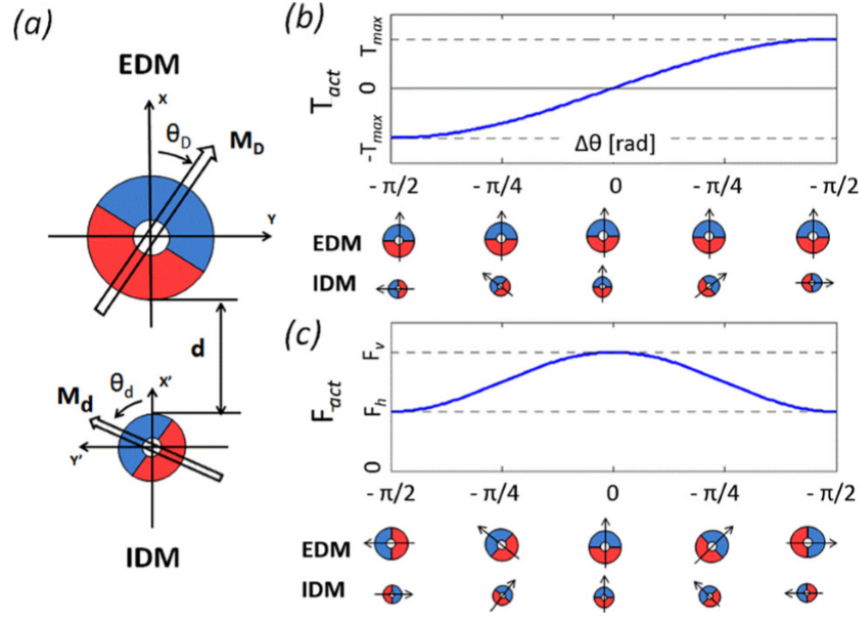 (a)
EDM
X
θD
MD
Y
d
Md
θd
X'
Y'
IDM
(b)
Tact
Tmax
0
-Tmax
Δθ [rad]
- π/2 - π/4 0 - π/4 - π/2
EDM
IDM
(c)
Fact
Fv
Fh
0
- π/2 - π/4 0 - π/4 - π/2
EDM
IDM